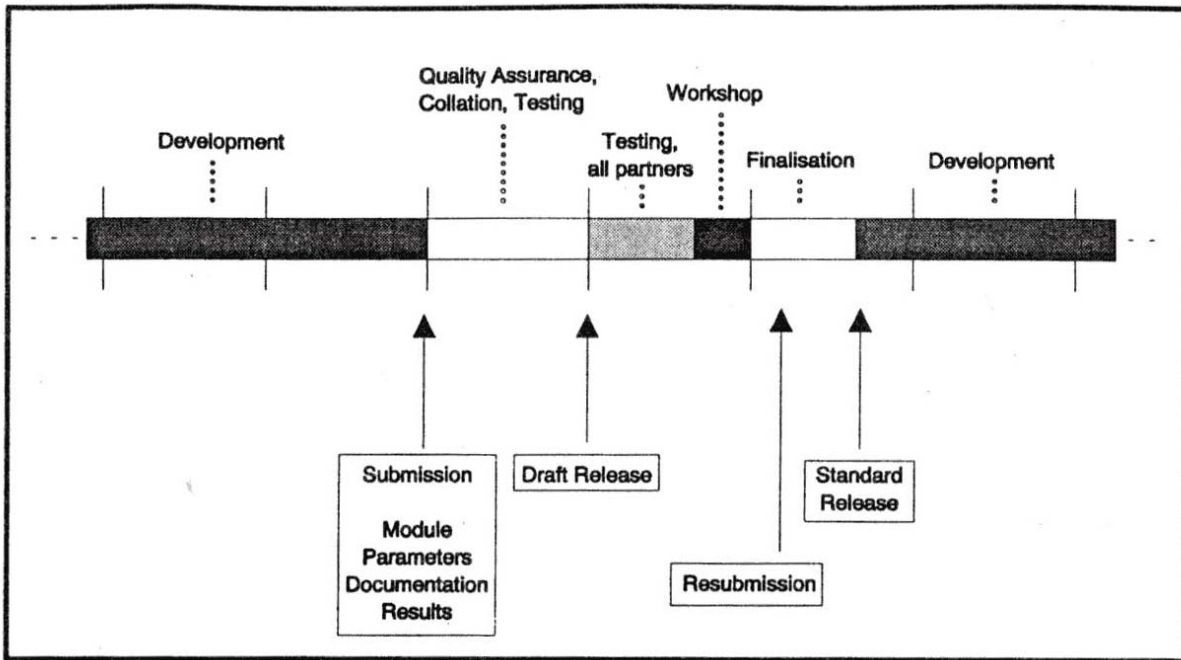 Quality Assurance,
Collation, Testing
Workshop
Development
Testing,
all partners
Finalisation
Development
Submission
Module
Parameters
Documentation
Results
Draft Release
Standard
Release
Resubmission